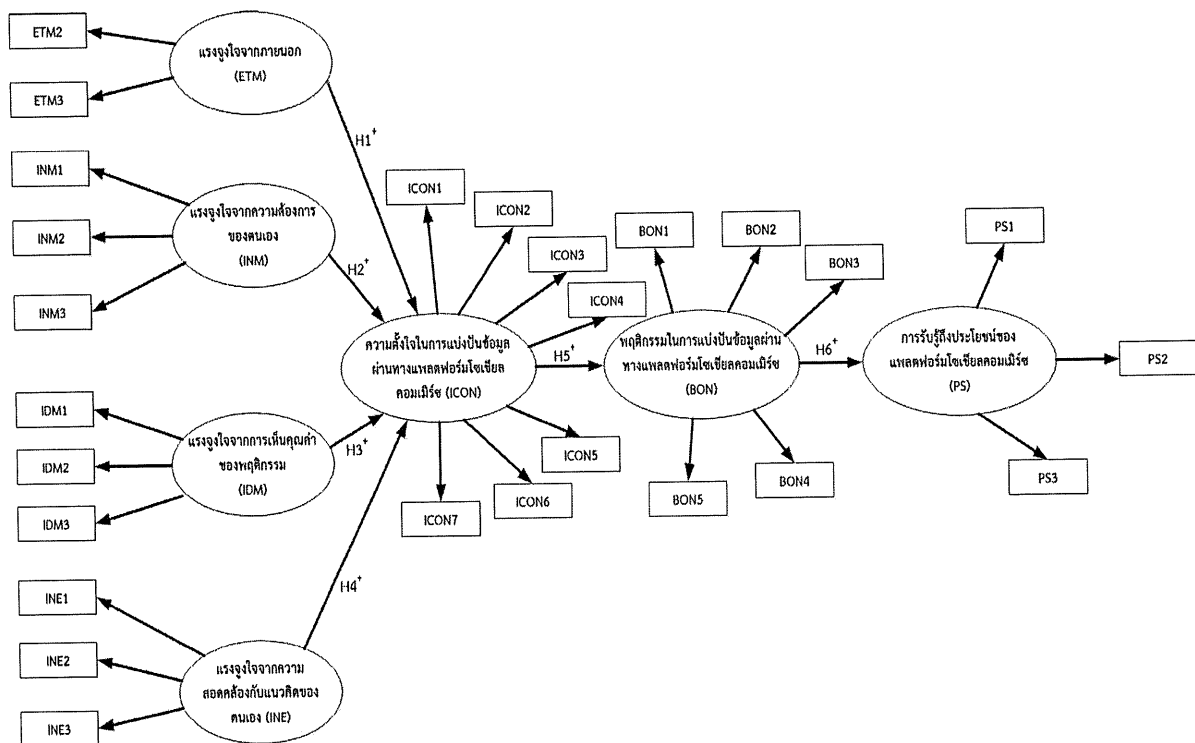 ETM2
ETM3
แรงจูงใจจากภายนอก
(ETM)
H1+
INM1
INM2
INM3
แรงจูงใจจากความต้องการ
ของตนเอง
(INM)
H2+
IDM1
IDM2
IDM3
แรงจูงใจจากการเห็นคุณค่า
ของพฤติกรรม
(IDM)
H3+
INE1
INE2
INE3
แรงจูงใจจากความ
สอดคล้องกับแนวคิดของ
ตนเอง (INE)
H4+
ICON1
ICON2
ICON3
ICON4
ความตั้งใจในการแบ่งปันข้อมูล
ผ่านทางแพลตฟอร์มโซเชียล
คอมเมิร์ซ (ICON)
ICON5
ICON6
ICON7
H5+
BON1
BON2
BON3
พฤติกรรมในการแบ่งปันข้อมูลผ่าน
ทางแพลตฟอร์มโซเชียลคอมเมิร์ซ
(BON)
BON4
BON5
H6+
PS1
การรับรู้ถึงประโยชน์ของ
แพลตฟอร์มโซเชียลคอมเมิร์ซ
(PS)
PS2
PS3